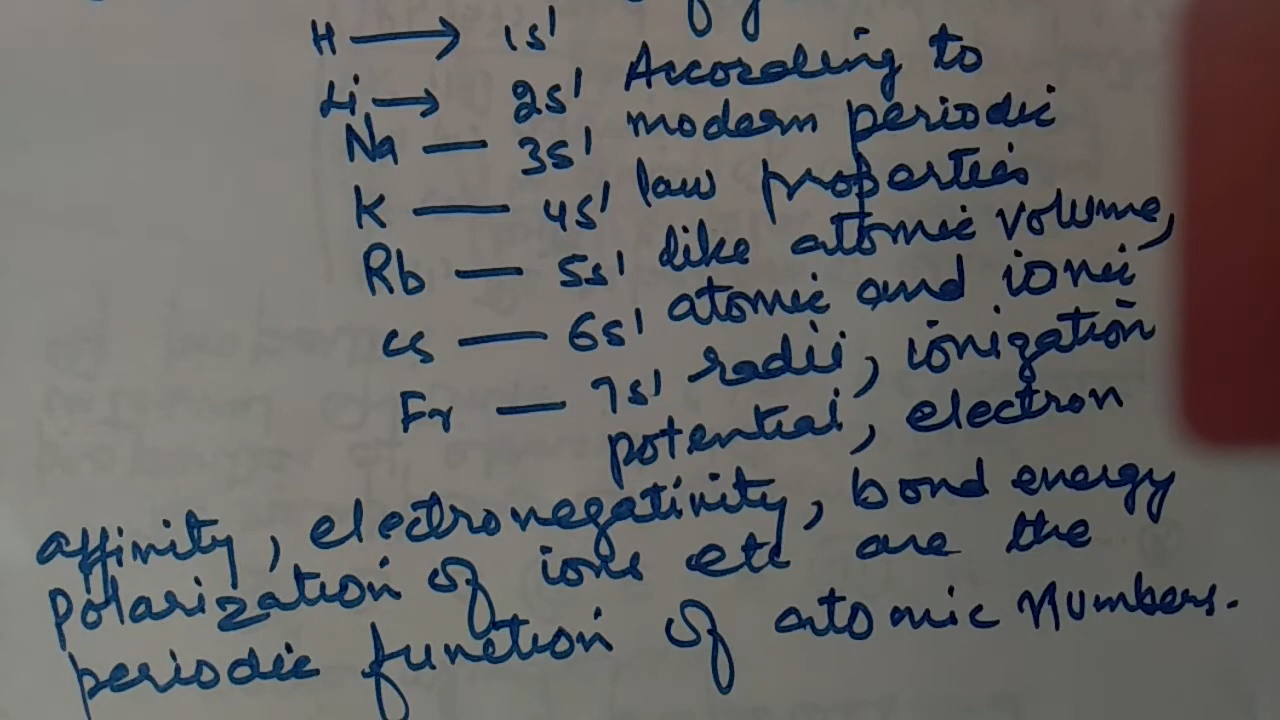 H → 1s¹
Li → 2s¹ According to
Na — 3s¹ modern periodic
K — 4s¹ law properties
Rb — 5s¹ like atomic volume,
Cs — 6s¹ atomic and ionic
Fr — 7s¹ radii, ionization
potential, electron
affinity, electronegativity, bond energy
polarization of ions etc are the
periodic function of atomic Numbers.